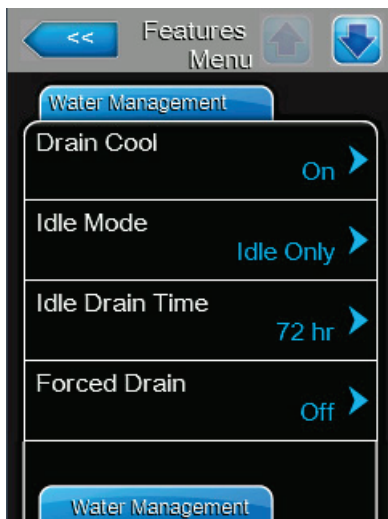 <<
Features
Menu
Water Management
Drain Cool
On
Idle Mode
Idle Only
Idle Drain Time
72 hr
Forced Drain
Off
Water Management